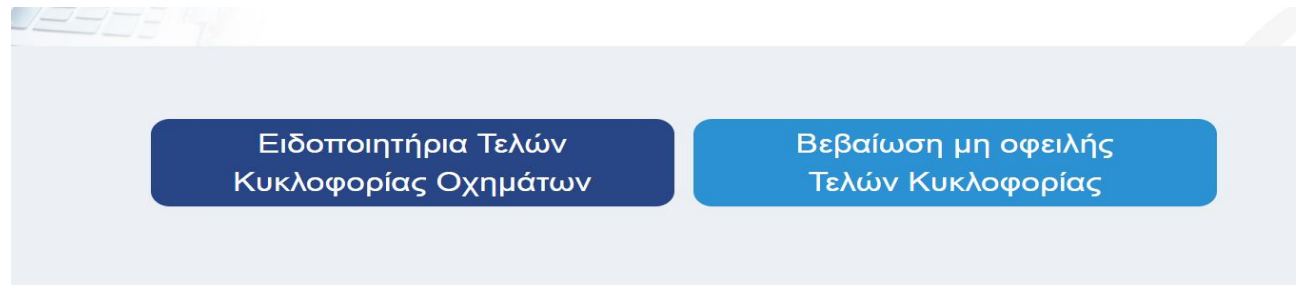 Ειδοποιητήρια Τελών
Κυκλοφορίας Οχημάτων
Βεβαίωση μη οφειλής
Τελών Κυκλοφορίας